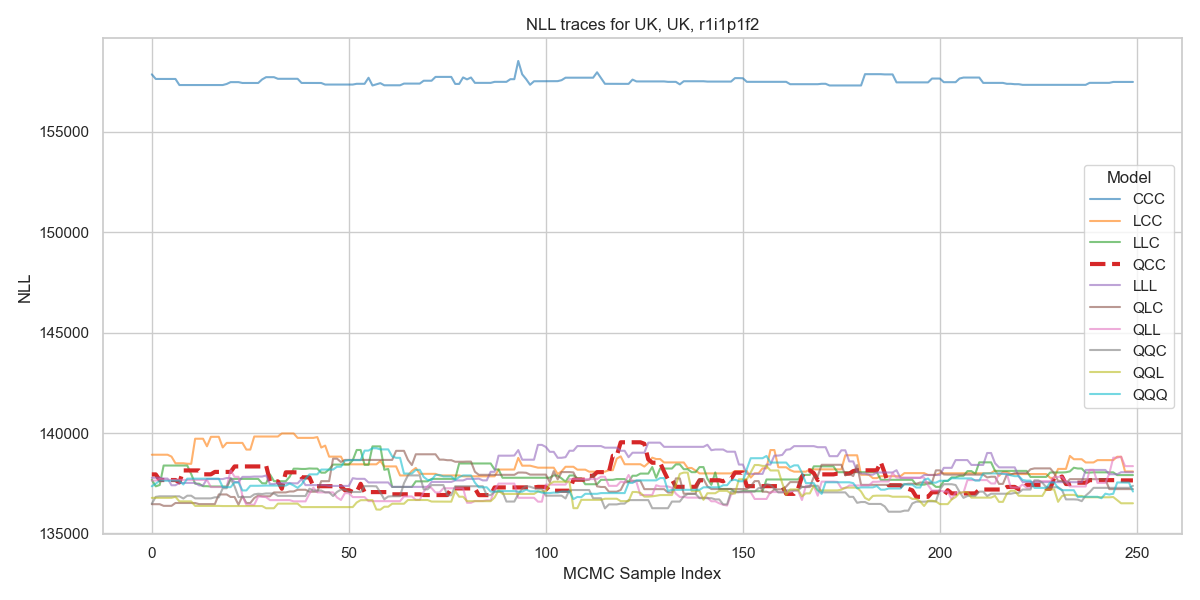 NLL traces for UK, UK, r1i1p1f2
155000
150000
145000
140000
135000
NLL
0
50
100
150
200
250
MCMC Sample Index
Model
CCC
LCC
LLC
QCC
LLL
QLC
QLL
QQC
QQL
QQQ